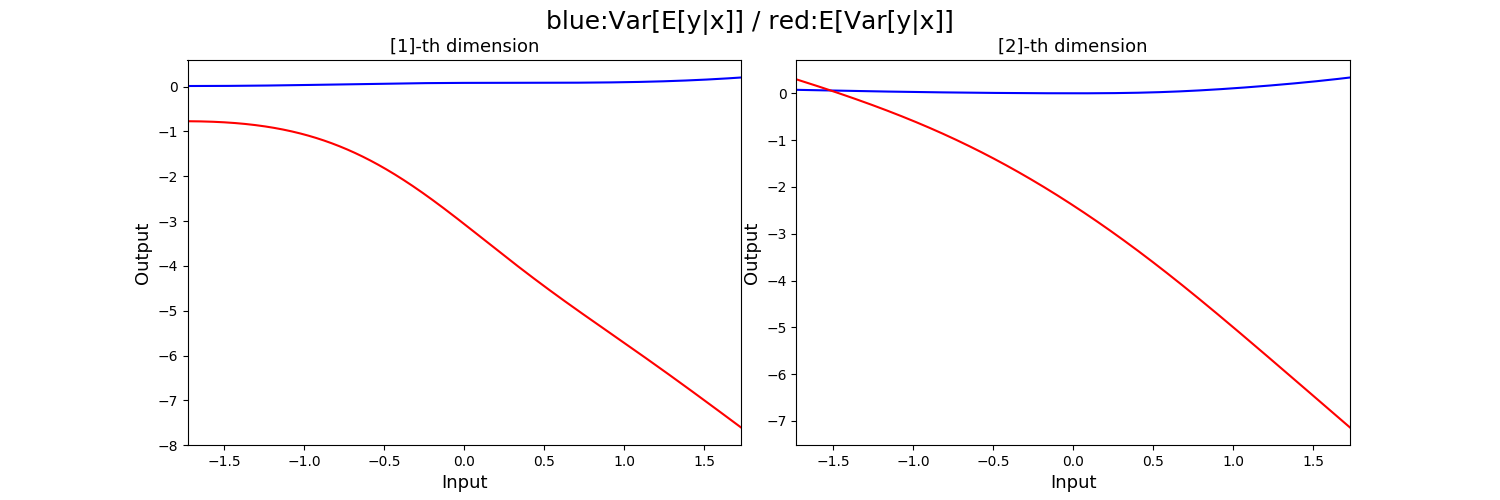 blue:Var[E[y|x]] / red:E[Var[y|x]]
[1]-th dimension
Output
0
−1
−2
−3
−4
−5
−6
−7
−8
−1.5 −1.0 −0.5 0.0 0.5 1.0 1.5
Input
[2]-th dimension
Output
0
−1
−2
−3
−4
−5
−6
−7
−1.5 −1.0 −0.5 0.0 0.5 1.0 1.5
Input